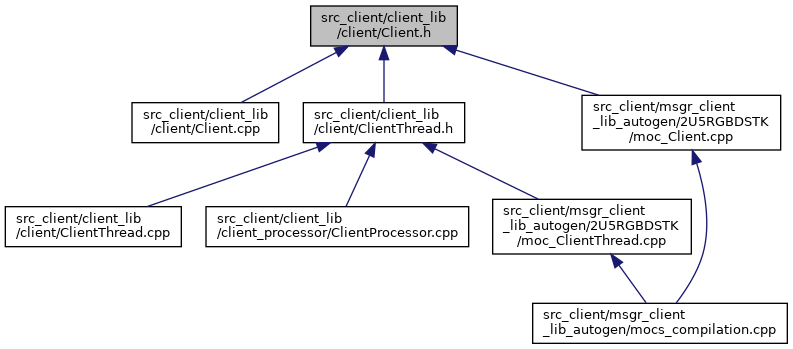 src_client/client_lib
/client/Client.h
src_client/client_lib
/client/Client.cpp
src_client/client_lib
/client/ClientThread.h
src_client/msgr_client
_lib_autogen/2U5RGBDSTK
/moc_Client.cpp
src_client/client_lib
/client/ClientThread.cpp
src_client/client_lib
/client_processor/ClientProcessor.cpp
src_client/msgr_client
_lib_autogen/2U5RGBDSTK
/moc_ClientThread.cpp
src_client/msgr_client
_lib_autogen/mocs_compilation.cpp